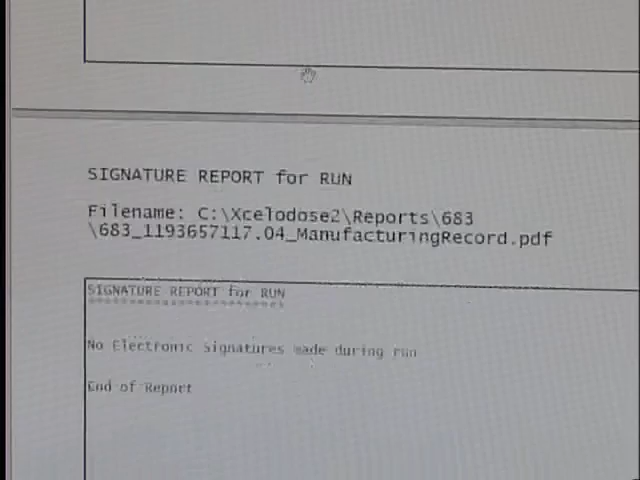 SIGNATURE REPORT for RUN
Filename: C:\Xcelodose2\Reports\683
\683_1193657117.04_ManufacturingRecord.pdf
SIGNATURE REPORT for RUN
No Electronic Signatures made during run
End of Report